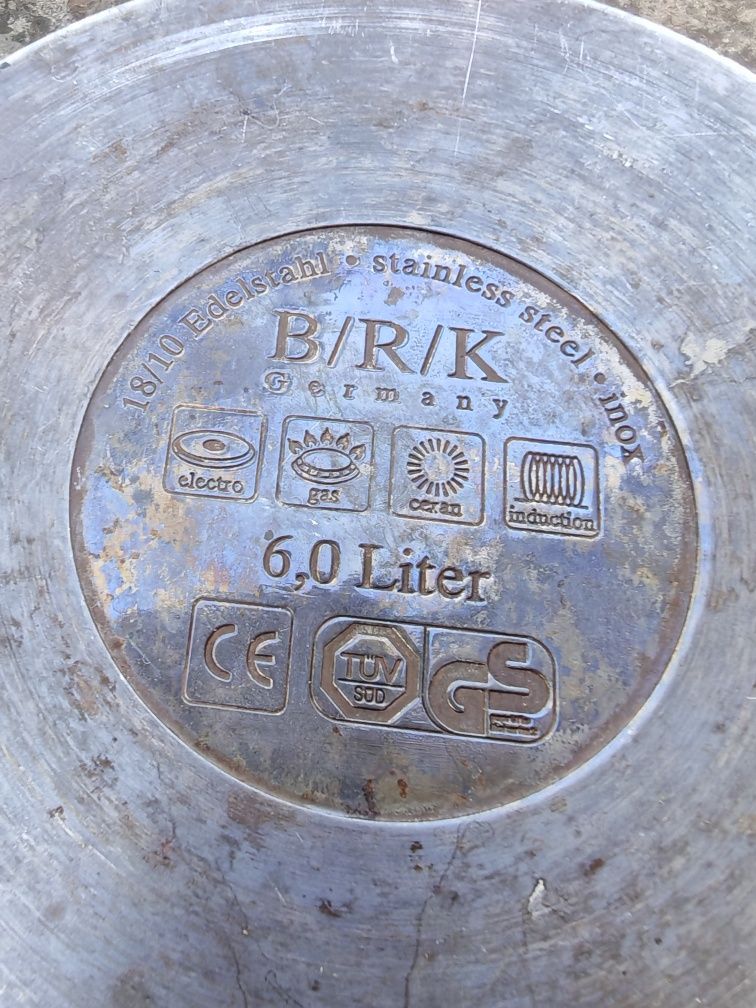 18/10 Edelstahl • stainless steel • inox
B/R/K
Germany
electro
gas
ceran
induction
6,0 Liter
CE
TÜV
SÜD
GS